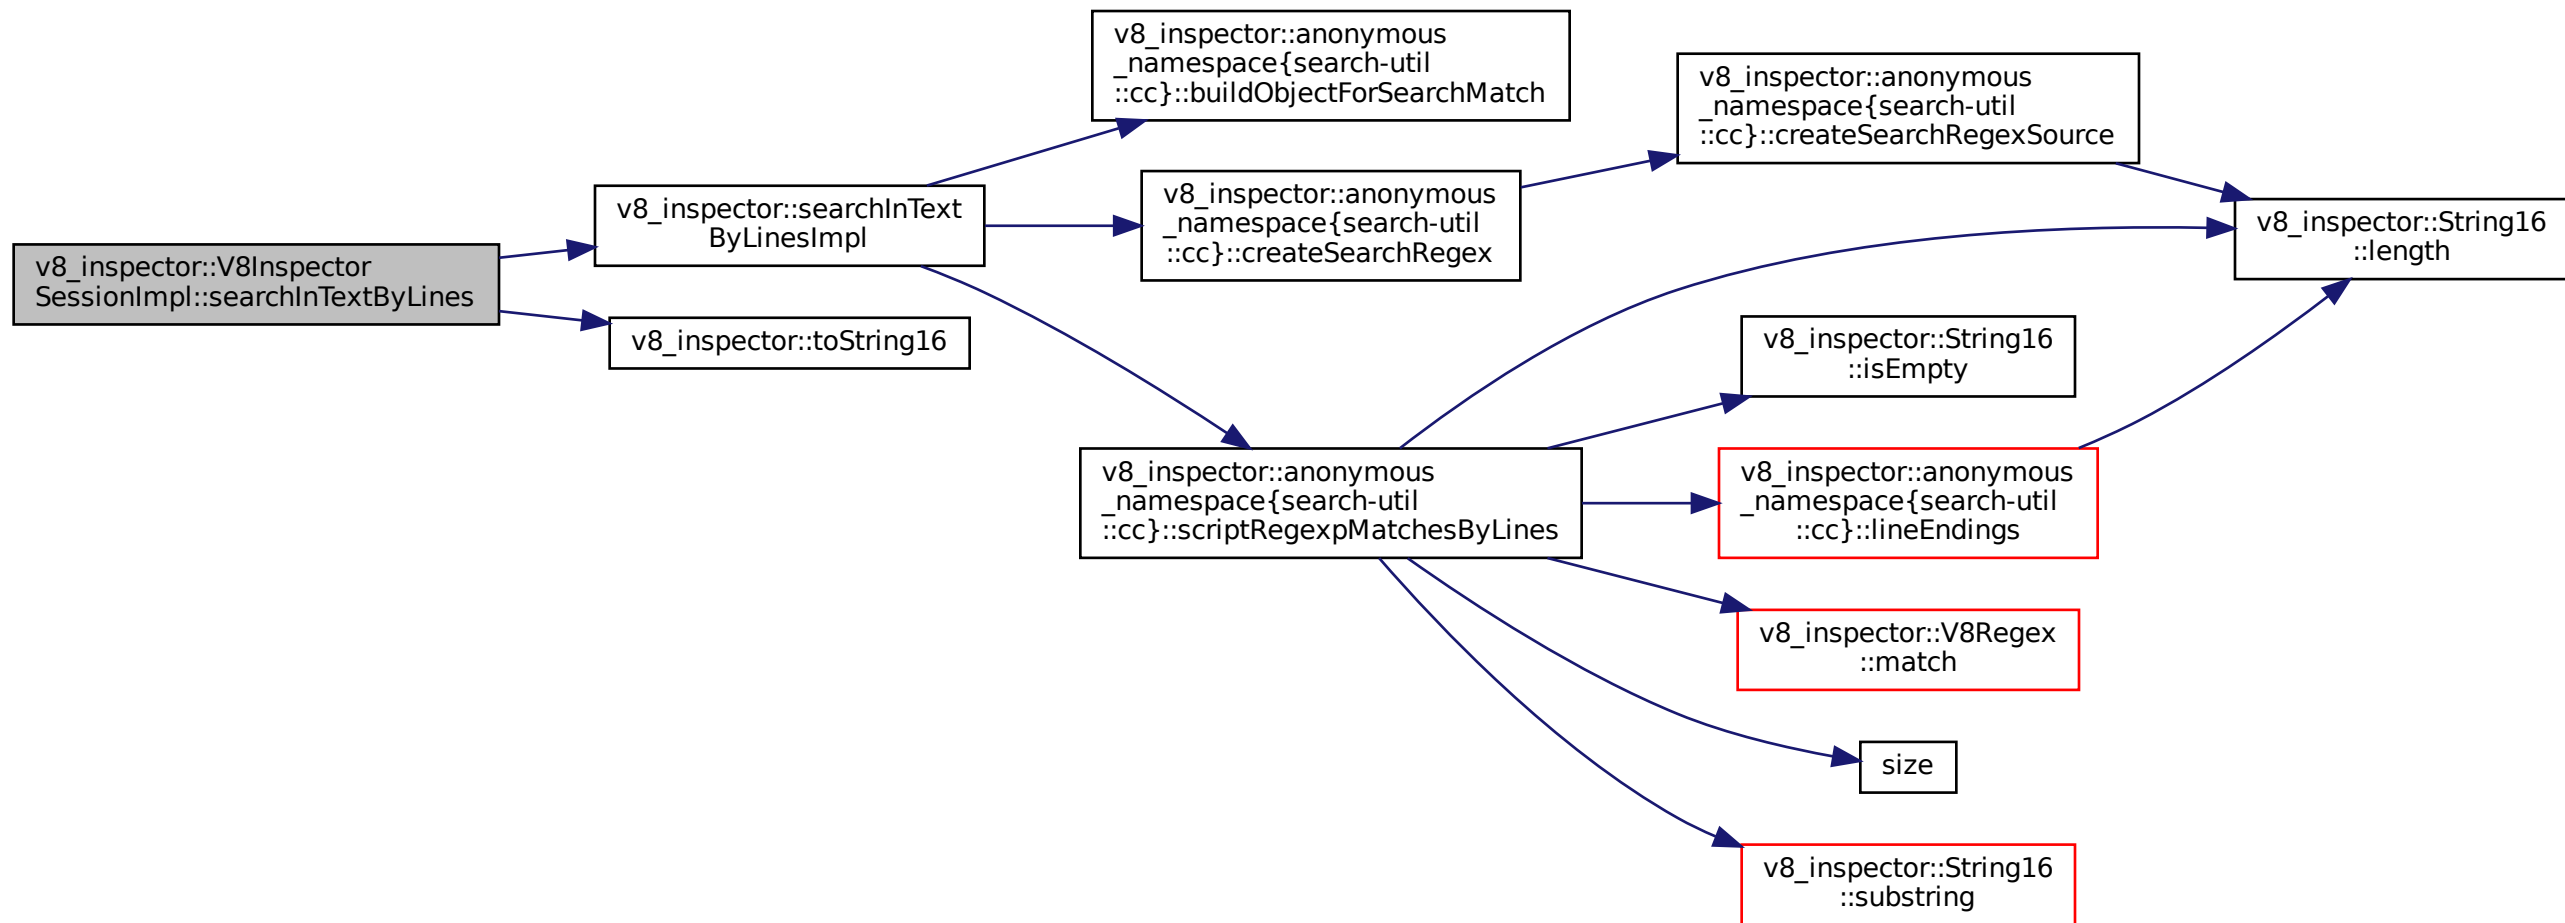 v8_inspector::V8Inspector
SessionImpl::searchInTextByLines
v8_inspector::searchInText
ByLinesImpl
v8_inspector::toString16
v8_inspector::anonymous
_namespace{search-util
::cc}::buildObjectForSearchMatch
v8_inspector::anonymous
_namespace{search-util
::cc}::createSearchRegex
v8_inspector::anonymous
_namespace{search-util
::cc}::scriptRegexpMatchesByLines
v8_inspector::anonymous
_namespace{search-util
::cc}::createSearchRegexSource
v8_inspector::String16
::length
v8_inspector::String16
::isEmpty
v8_inspector::anonymous
_namespace{search-util
::cc}::lineEndings
v8_inspector::V8Regex
::match
size
v8_inspector::String16
::substring